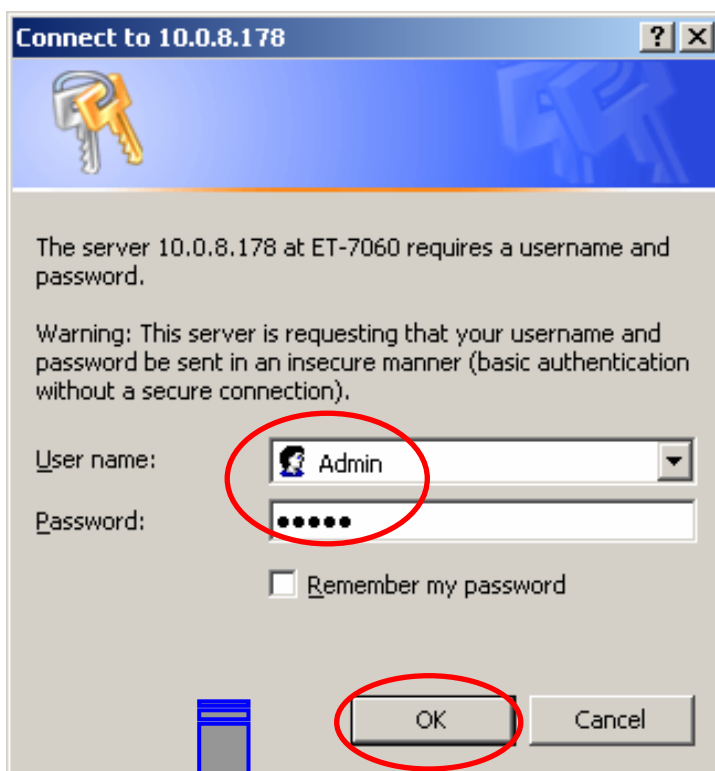 Connect to 10.0.8.178
The server 10.0.8.178 at ET-7060 requires a username and
password.
Warning: This server is requesting that your username and
password be sent in an insecure manner (basic authentication
without a secure connection).
User name:
Admin
Password:
•••••
Remember my password
OK
Cancel